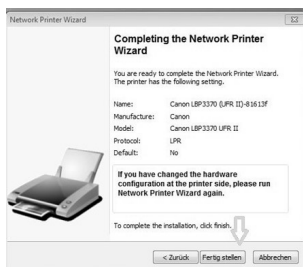 Network Printer Wizard
Completing the Network Printer
Wizard
You are ready to complete the Network Printer Wizard.
The printer has the following setting.
Name: Canon LBP3370 (UFR II)-81613f
Manufacture: Canon
Model: Canon LBP3370 UFR II
Protocol: LPR
Default: No
If you have changed the hardware
configuration at the printer side, please run
Network Printer Wizard again.
To complete the installation, dick finish.
< Zurück Fertig stellen Abbrechen